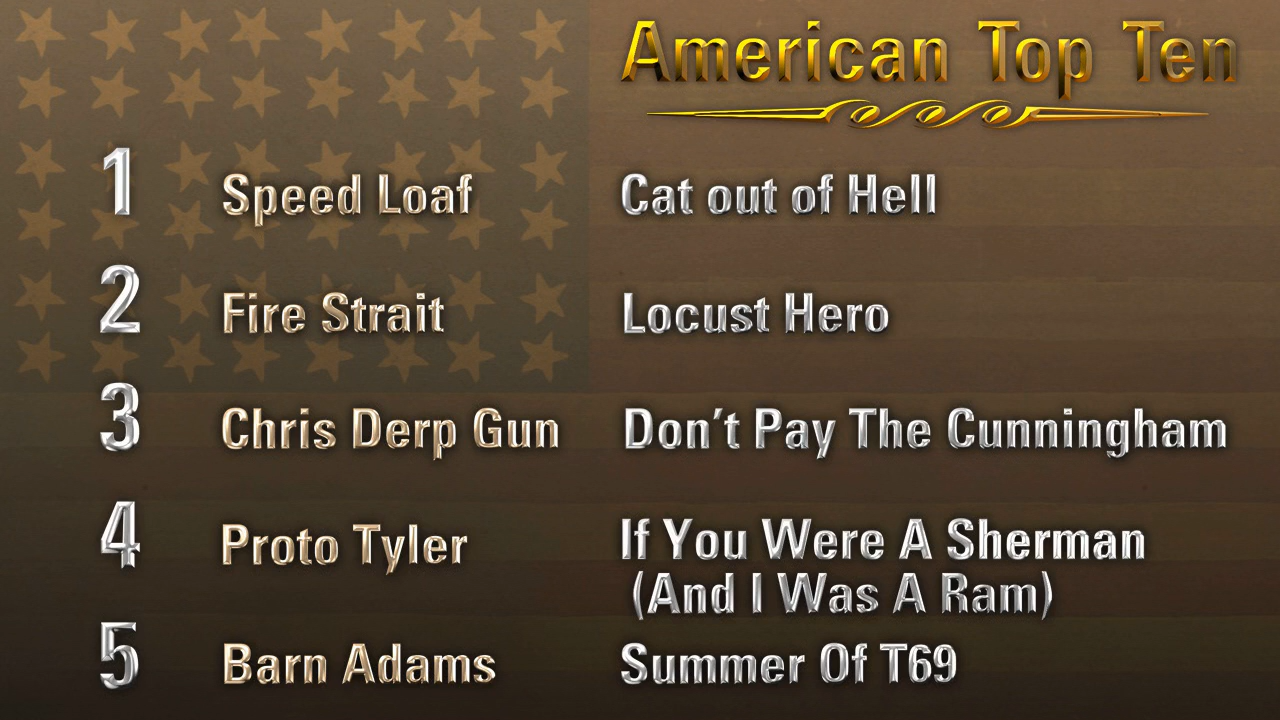 American Top Ten
1 Speed Loaf Cat out of Hell
2 Fire Strait Locust Hero
3 Chris Derp Gun Don't Pay The Cunningham
4 Proto Tyler If You Were A Sherman
(And I Was A Ram)
5 Barn Adams Summer Of T69